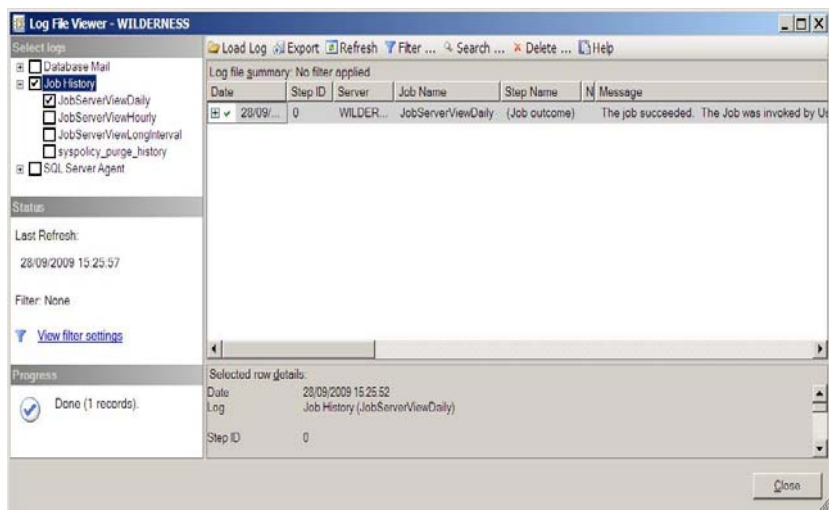 Log File Viewer - WILDERNESS
Select logs
Database Mail
Job History
JobServerViewDaily
JobServerViewHourly
JobServerViewLongInterval
syspolicy_purge_history
SQL Server Agent
Status
Last Refresh:
28/09/2009 15:25:57
Filter: None
View filter settings
Progress
Done (1 records).
Load Log Export Refresh Filter ... Search ... Delete ... Help
Log file summary: No filter applied
Date Step ID Server Job Name Step Name N Message
28/09/... 0 WILDER... JobServerViewDaily (Job outcome) The job succeeded. The Job was invoked by Us
Selected row details:
Date 28/09/2009 15:25:52
Log Job History (JobServerViewDaily)
Step ID 0
Close